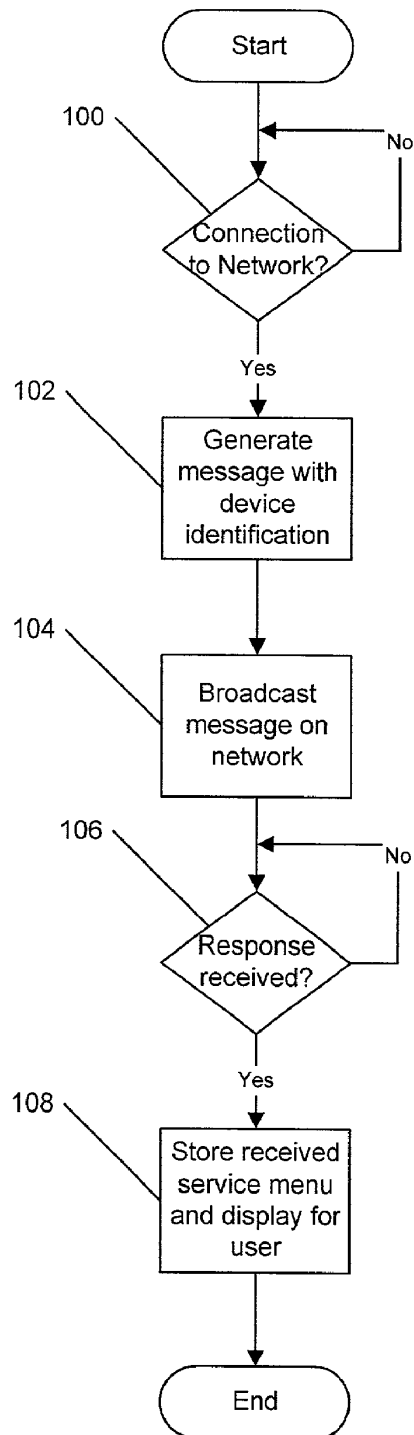 Start
100
No
Connection
to Network?
Yes
102
Generate
message with
device
identification
104
Broadcast
message on
network
106
No
Response
received?
Yes
108
Store received
service menu
and display for
user
End